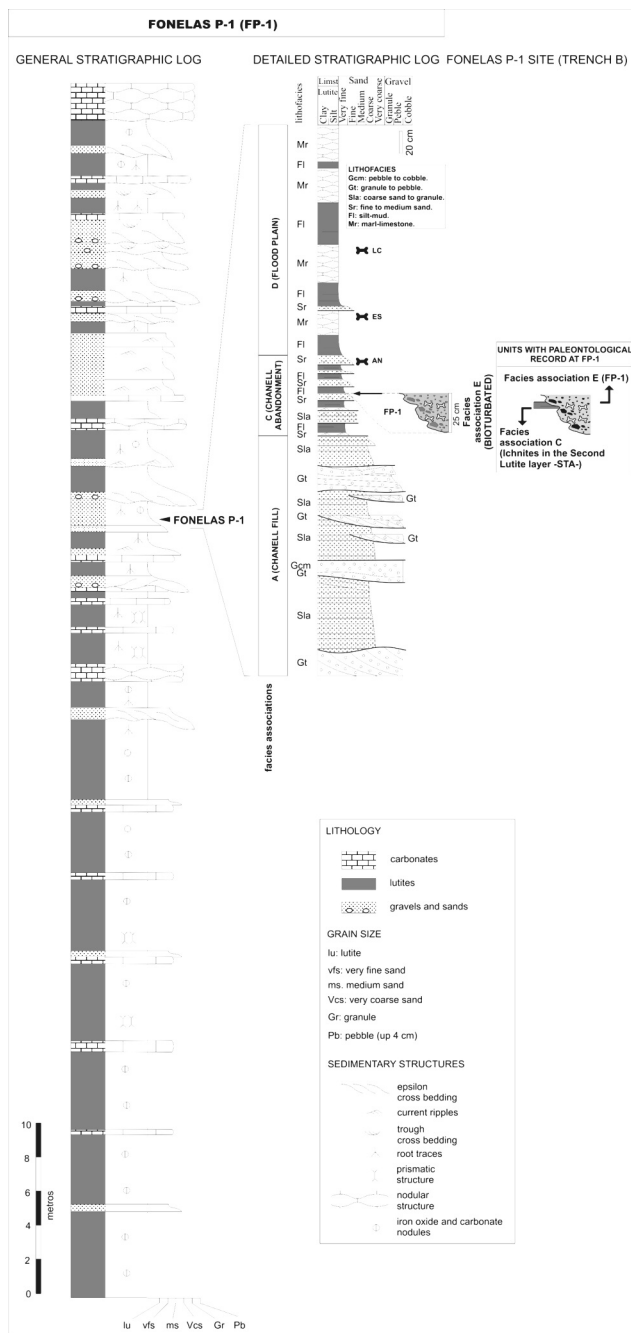 FONELAS P-1 (FP-1)
GENERAL STRATIGRAPHIC LOG
DETAILED STRATIGRAPHIC LOG FONELAS P-1 SITE (TRENCH B)
lithofacies
Limst
Lutite
Clay
Silt
Sand
Very fine
Fine
Medium
Coarse
Very coarse
Gravel
Granule
Peble
Cobble
20 cm
LITHOFACIES
Gcm: pebble to cobble.
Gt: granule to pebble.
Sla: coarse sand to granule.
Sr: fine to medium sand.
Fl: silt-mud.
Mr: marl-limestone.
D (FLOOD PLAIN)
Mr
Fl
Mr
Fl
Mr
LC
Fl
Sr
Mr
ES
Fl
C (CHANELL
ABANDONMENT)
Sr
AN
Fl
Sr
Fl
Sr
Sla
Fl
Sr
FP-1
25 cm
Facies
association E
(BIOTURBATED)
UNITS WITH PALEONTOLOGICAL
RECORD AT FP-1
Facies association E (FP-1)
Facies
association C
(Ichnites in the Second
Lutite layer -STA-)
A (CHANELL FILL)
Sla
Gt
Sla
Gt
Gt
Sla
Gt
Gcm
Gt
Sla
Gt
facies associations
FONELAS P-1
LITHOLOGY
carbonates
lutites
gravels and sands
GRAIN SIZE
lu: lutite
vfs: very fine sand
ms. medium sand
Vcs: very coarse sand
Gr: granule
Pb: pebble (up 4 cm)
SEDIMENTARY STRUCTURES
epsilon
cross bedding
current ripples
trough
cross bedding
root traces
prismatic
structure
nodular
structure
iron oxide and carbonate
nodules
10
8
6
4
2
0
metros
lu vfs ms Vcs Gr Pb